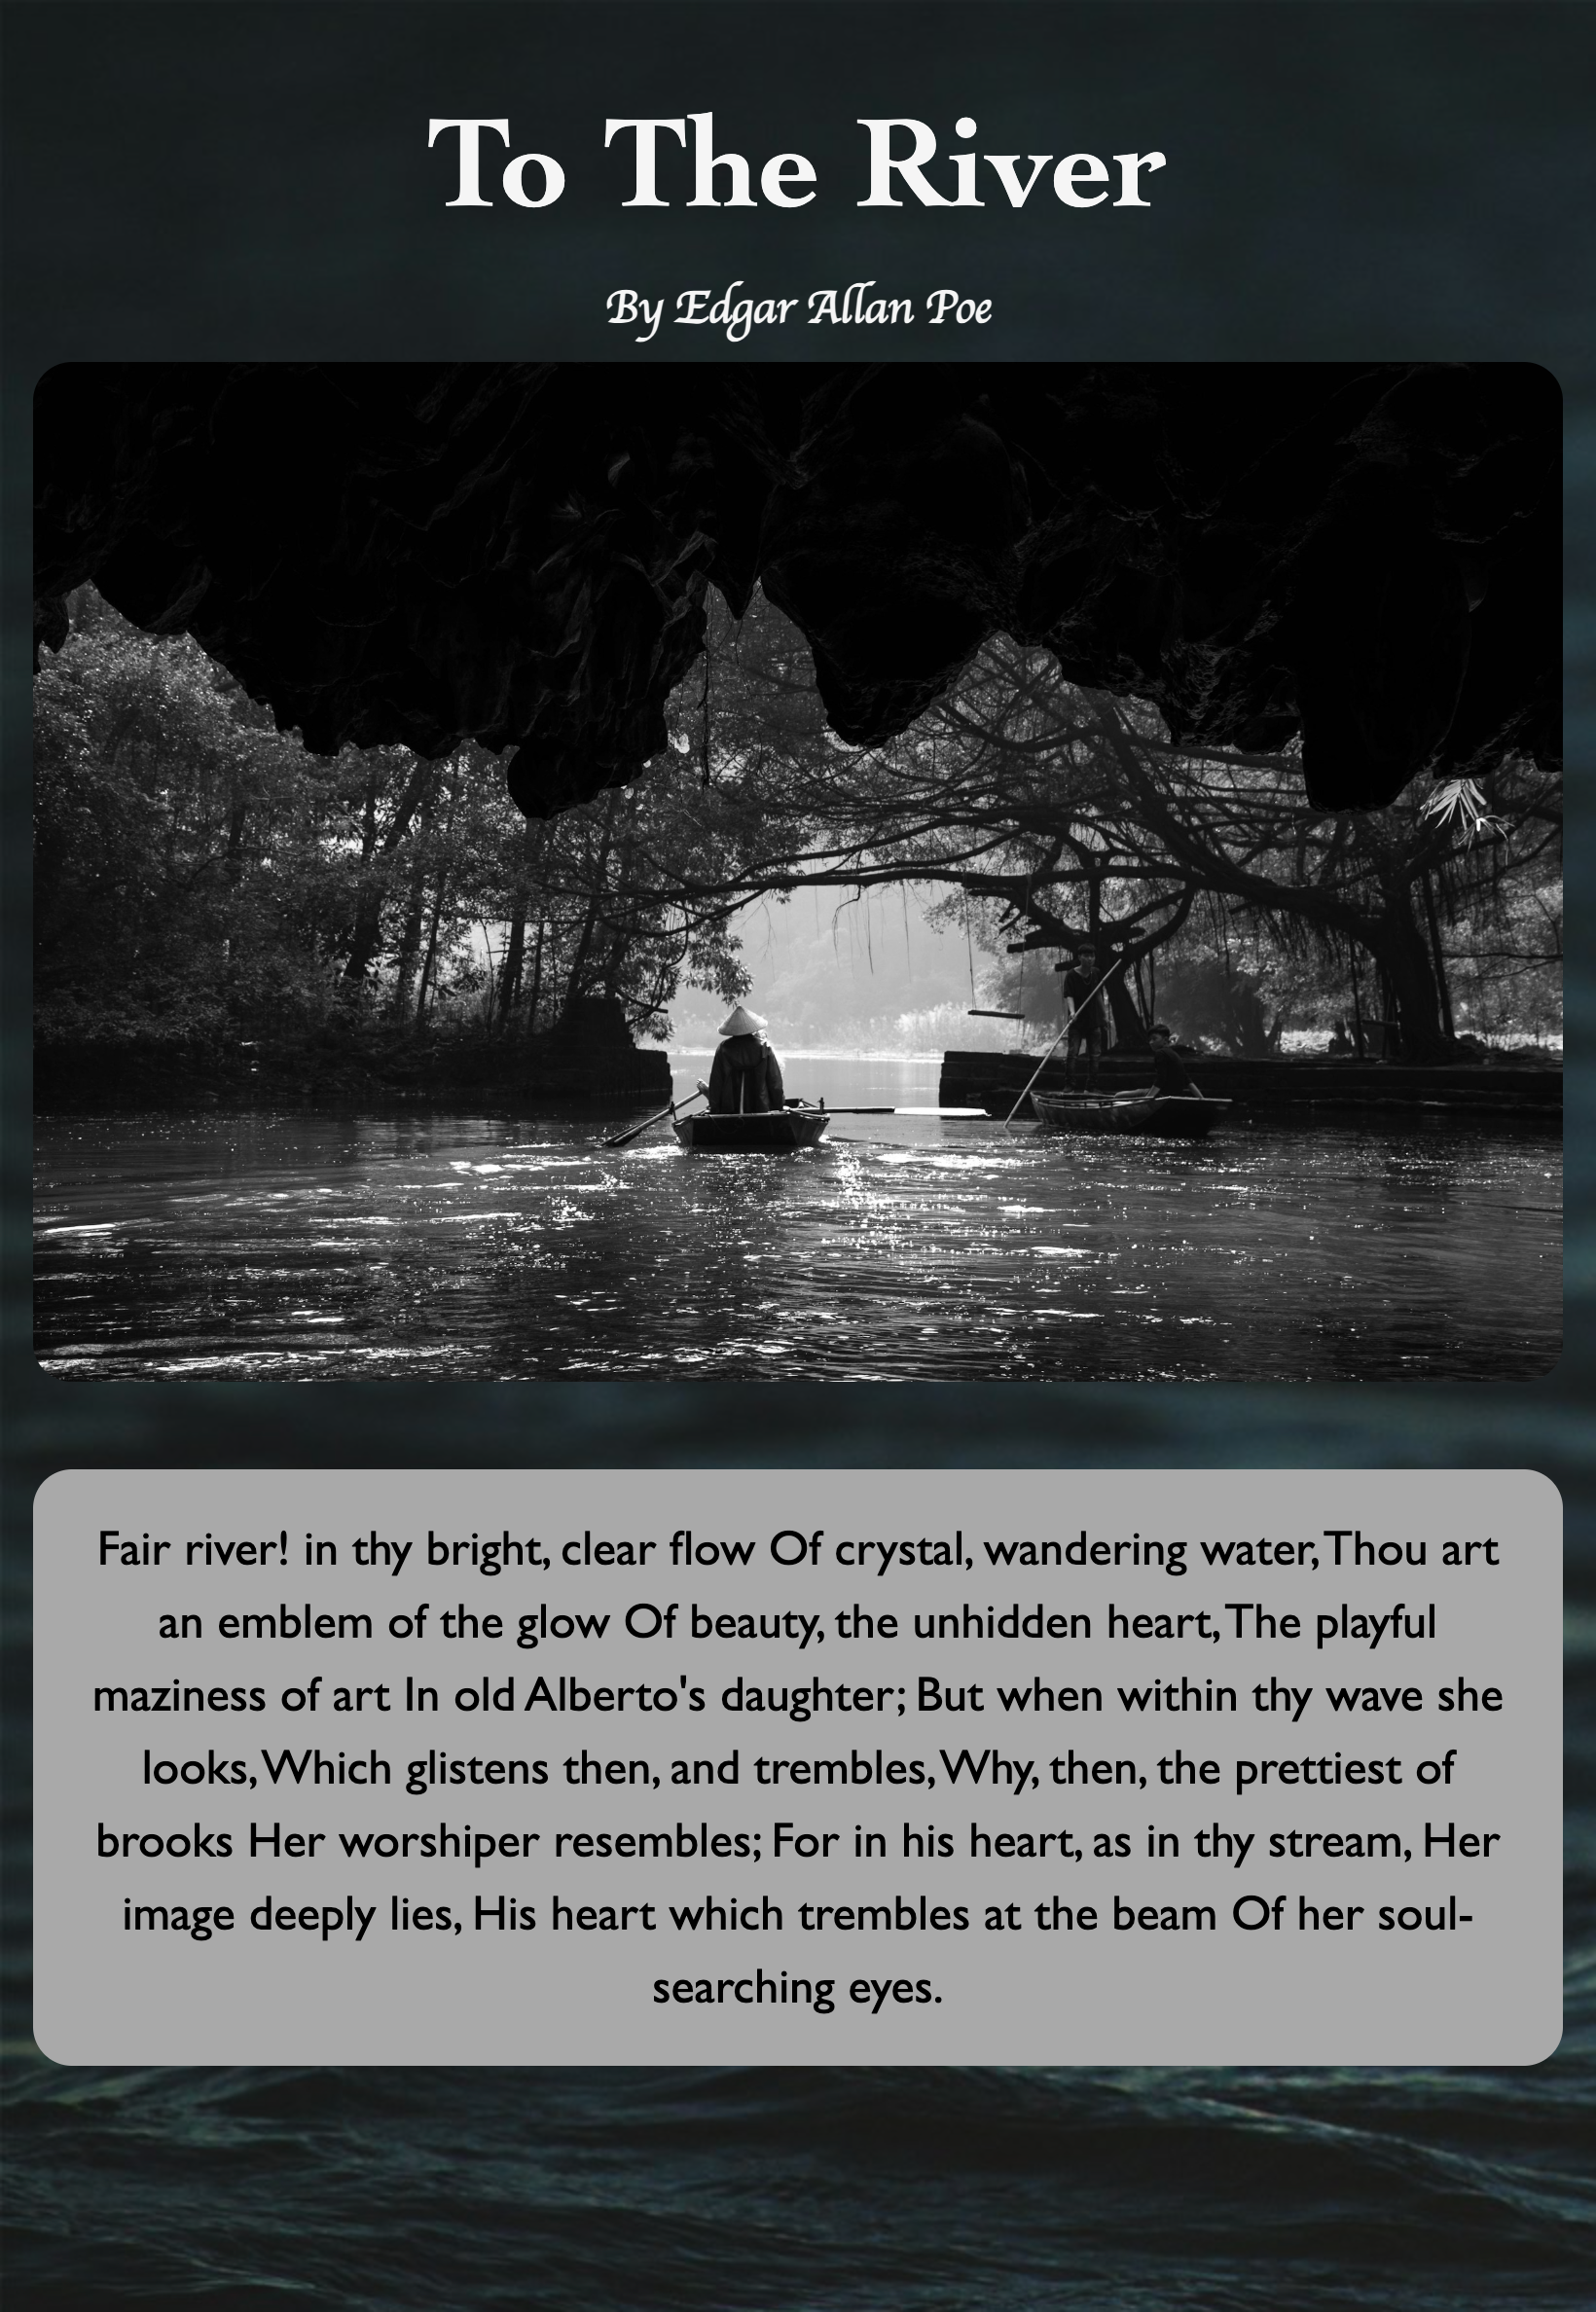 To The River
By Edgar Allan Poe
Fair river! in thy bright, clear flow Of crystal, wandering water, Thou art
an emblem of the glow Of beauty, the unhidden heart, The playful
maziness of art In old Alberto's daughter; But when within thy wave she
looks, Which glistens then, and trembles, Why, then, the prettiest of
brooks Her worshiper resembles; For in his heart, as in thy stream, Her
image deeply lies, His heart which trembles at the beam Of her soul-
searching eyes.